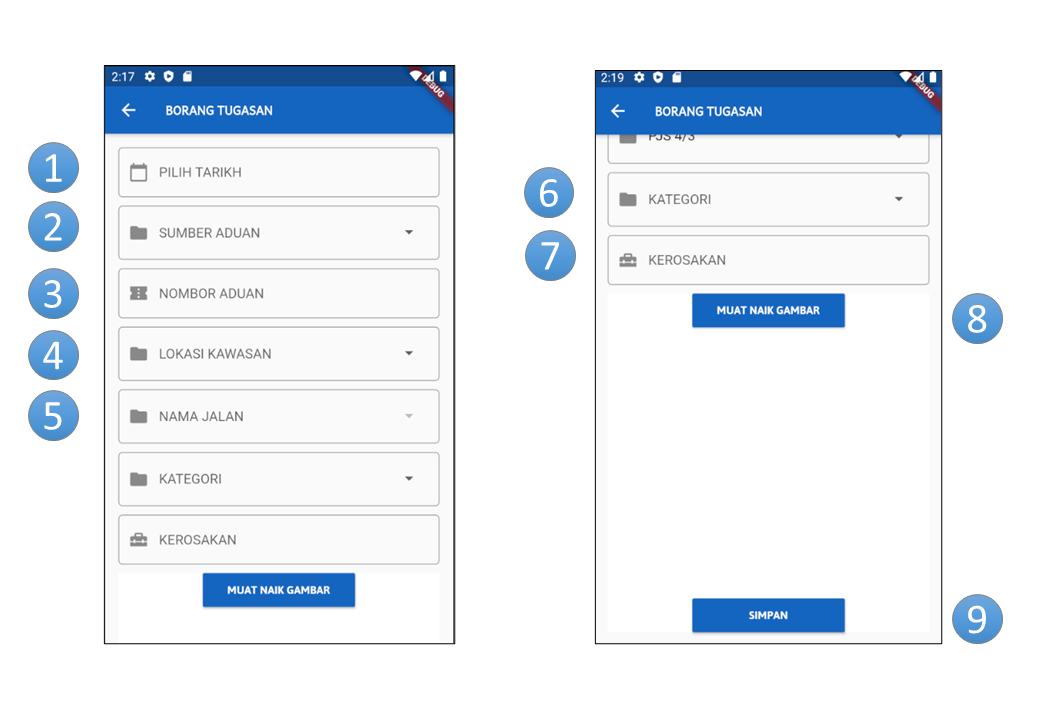 2:17
DEBUG
BORANG TUGASAN
1
PILIH TARIKH
2
SUMBER ADUAN
3
NOMBOR ADUAN
4
LOKASI KAWASAN
5
NAMA JALAN
KATEGORI
KEROSAKAN
MUAT NAIK GAMBAR
2:19
DEBUG
BORANG TUGASAN
PJS 4/3
6
KATEGORI
7
KEROSAKAN
MUAT NAIK GAMBAR
8
SIMPAN
9